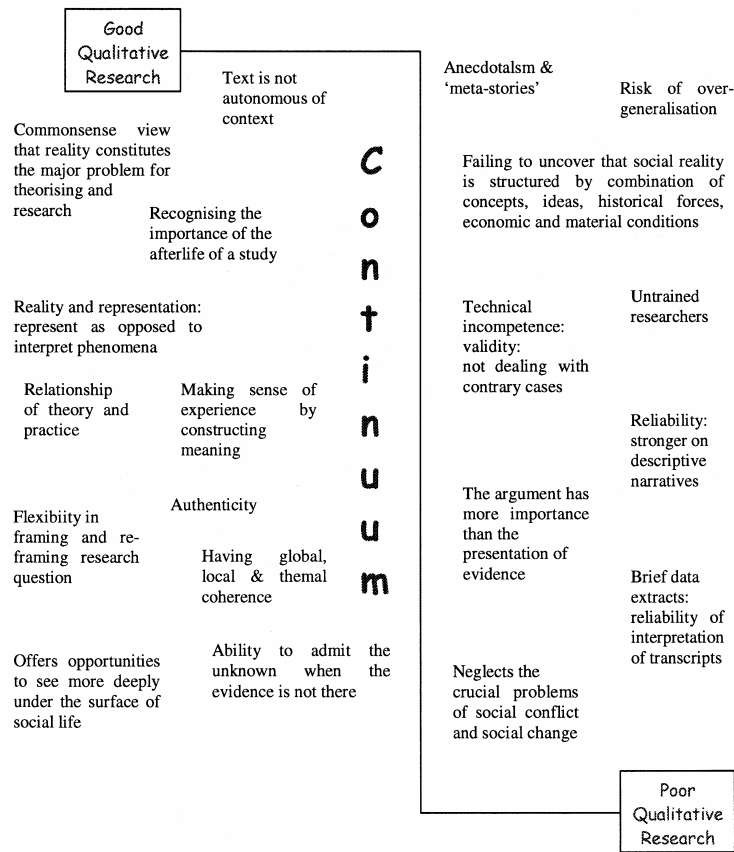 Good
Qualitative
Research
Text is not
autonomous of
context
Commonsense view
that reality constitutes
the major problem for
theorising and
research
Recognising the
importance of the
afterlife of a study
Reality and representation:
represent as opposed to
interpret phenomena
Relationship
of theory and
practice
Making sense of
experience by
constructing
meaning
Authenticity
Flexibiity in
framing and re-
framing research
question
Having global,
local & themal
coherence
Offers opportunities
to see more deeply
under the surface of
social life
Ability to admit the
unknown when the
evidence is not there
C
o
n
t
i
n
u
u
m
Anecdotalsm &
‘meta-stories’
Risk of over-
generalisation
Failing to uncover that social reality
is structured by combination of
concepts, ideas, historical forces,
economic and material conditions
Technical
incompetence:
validity:
not dealing with
contrary cases
Untrained
researchers
Reliability:
stronger on
descriptive
narratives
The argument has
more importance
than the
presentation of
evidence
Brief data
extracts:
reliability of
interpretation
of transcripts
Neglects the
crucial problems
of social conflict
and social change
Poor
Qualitative
Research